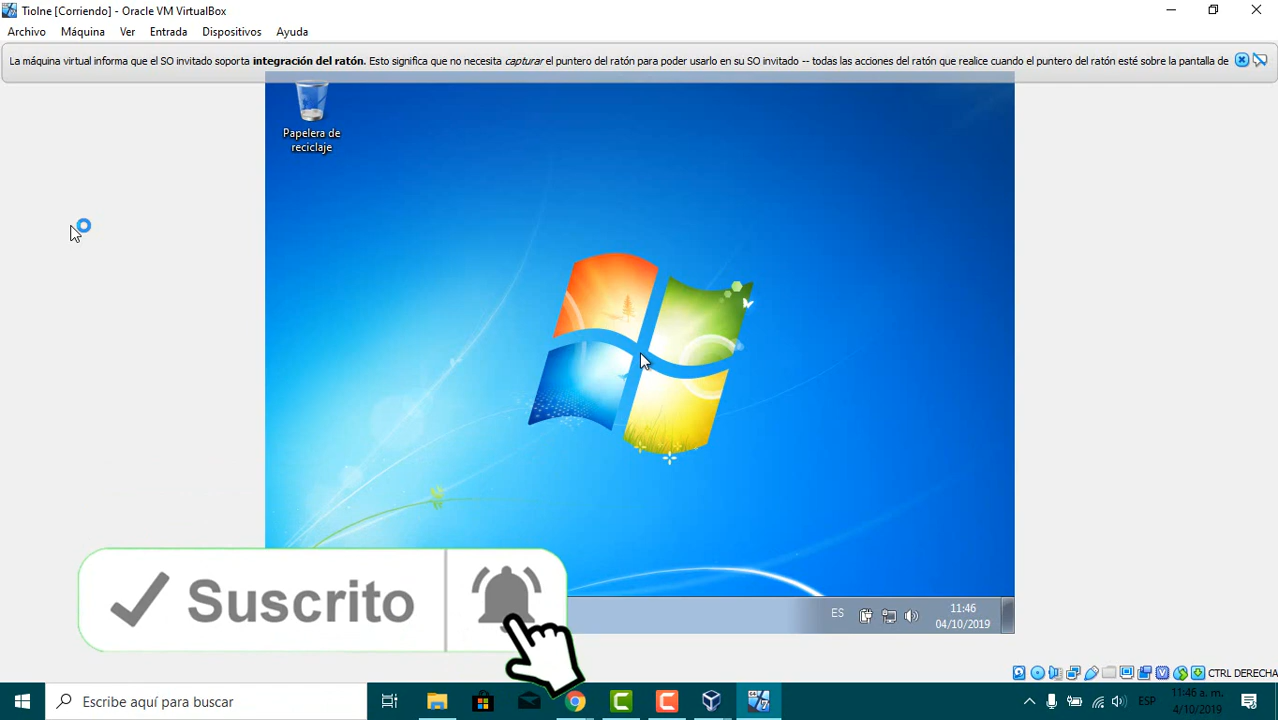 TioIne [Corriendo] - Oracle VM VirtualBox
Archivo Máquina Ver Entrada Dispositivos Ayuda
La máquina virtual informa que el SO invitado soporta integración del ratón. Esto significa que no necesita capturar el puntero del ratón para poder usarlo en su SO invitado -- todas las acciones del ratón que realice cuando el puntero del ratón esté sobre la pantalla de
Papelera de
reciclaje
Suscrito
ES
11:46
04/10/2019
CTRL DERECHA
Escribe aquí para buscar
ESP
11:46 a. m.
4/10/2019